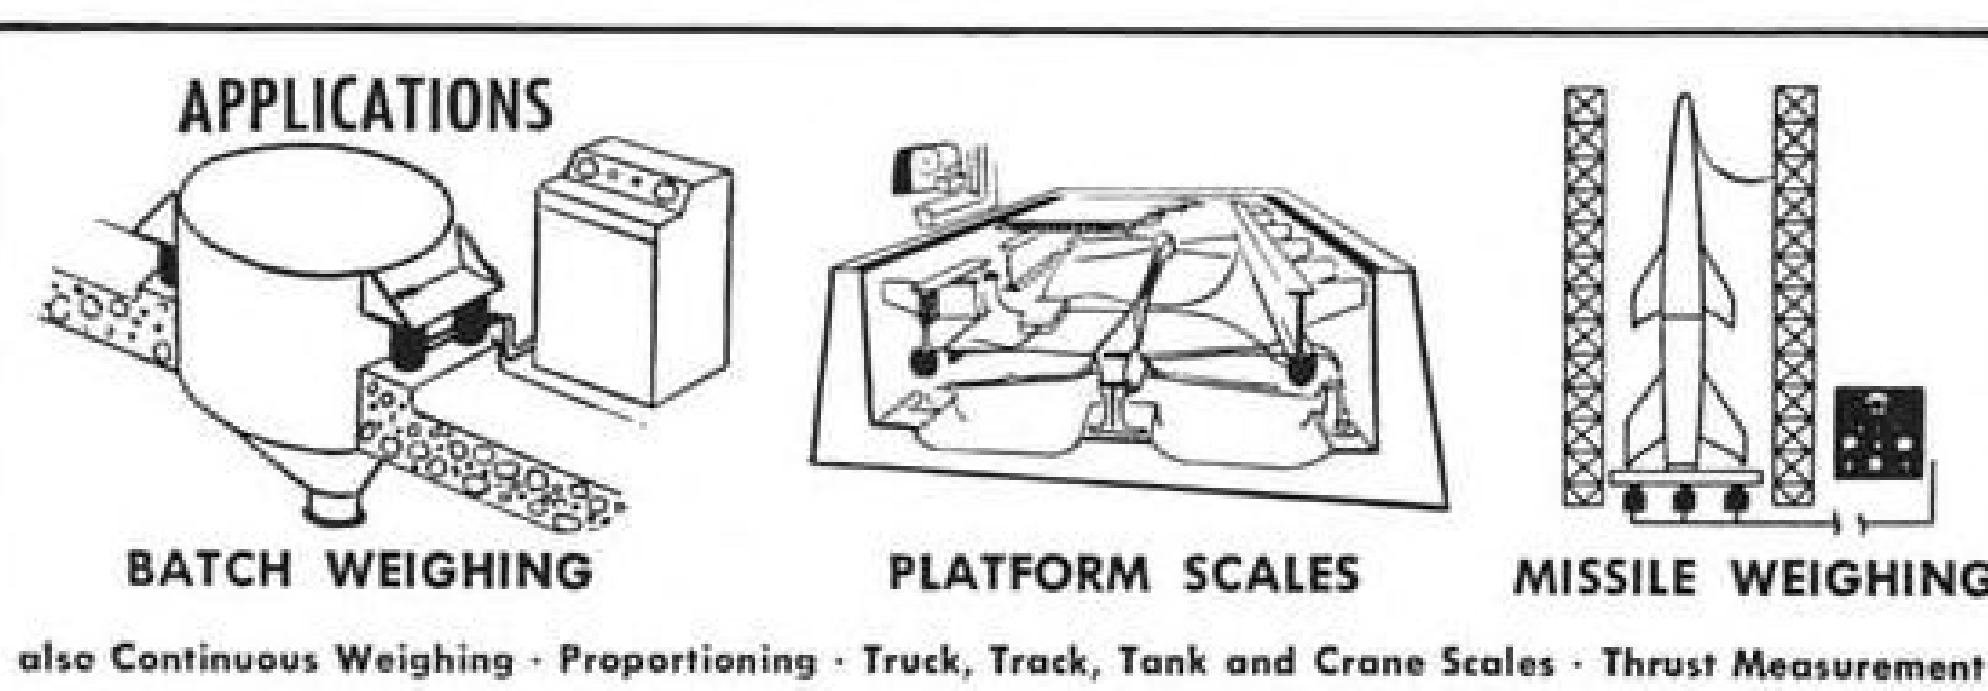 APPLICATIONS
BATCH WEIGHING
PLATFORM SCALES
MISSILE WEIGHING
also Continuous Weighing · Proportioning · Truck, Track, Tank and Crane Scales · Thrust Measurement